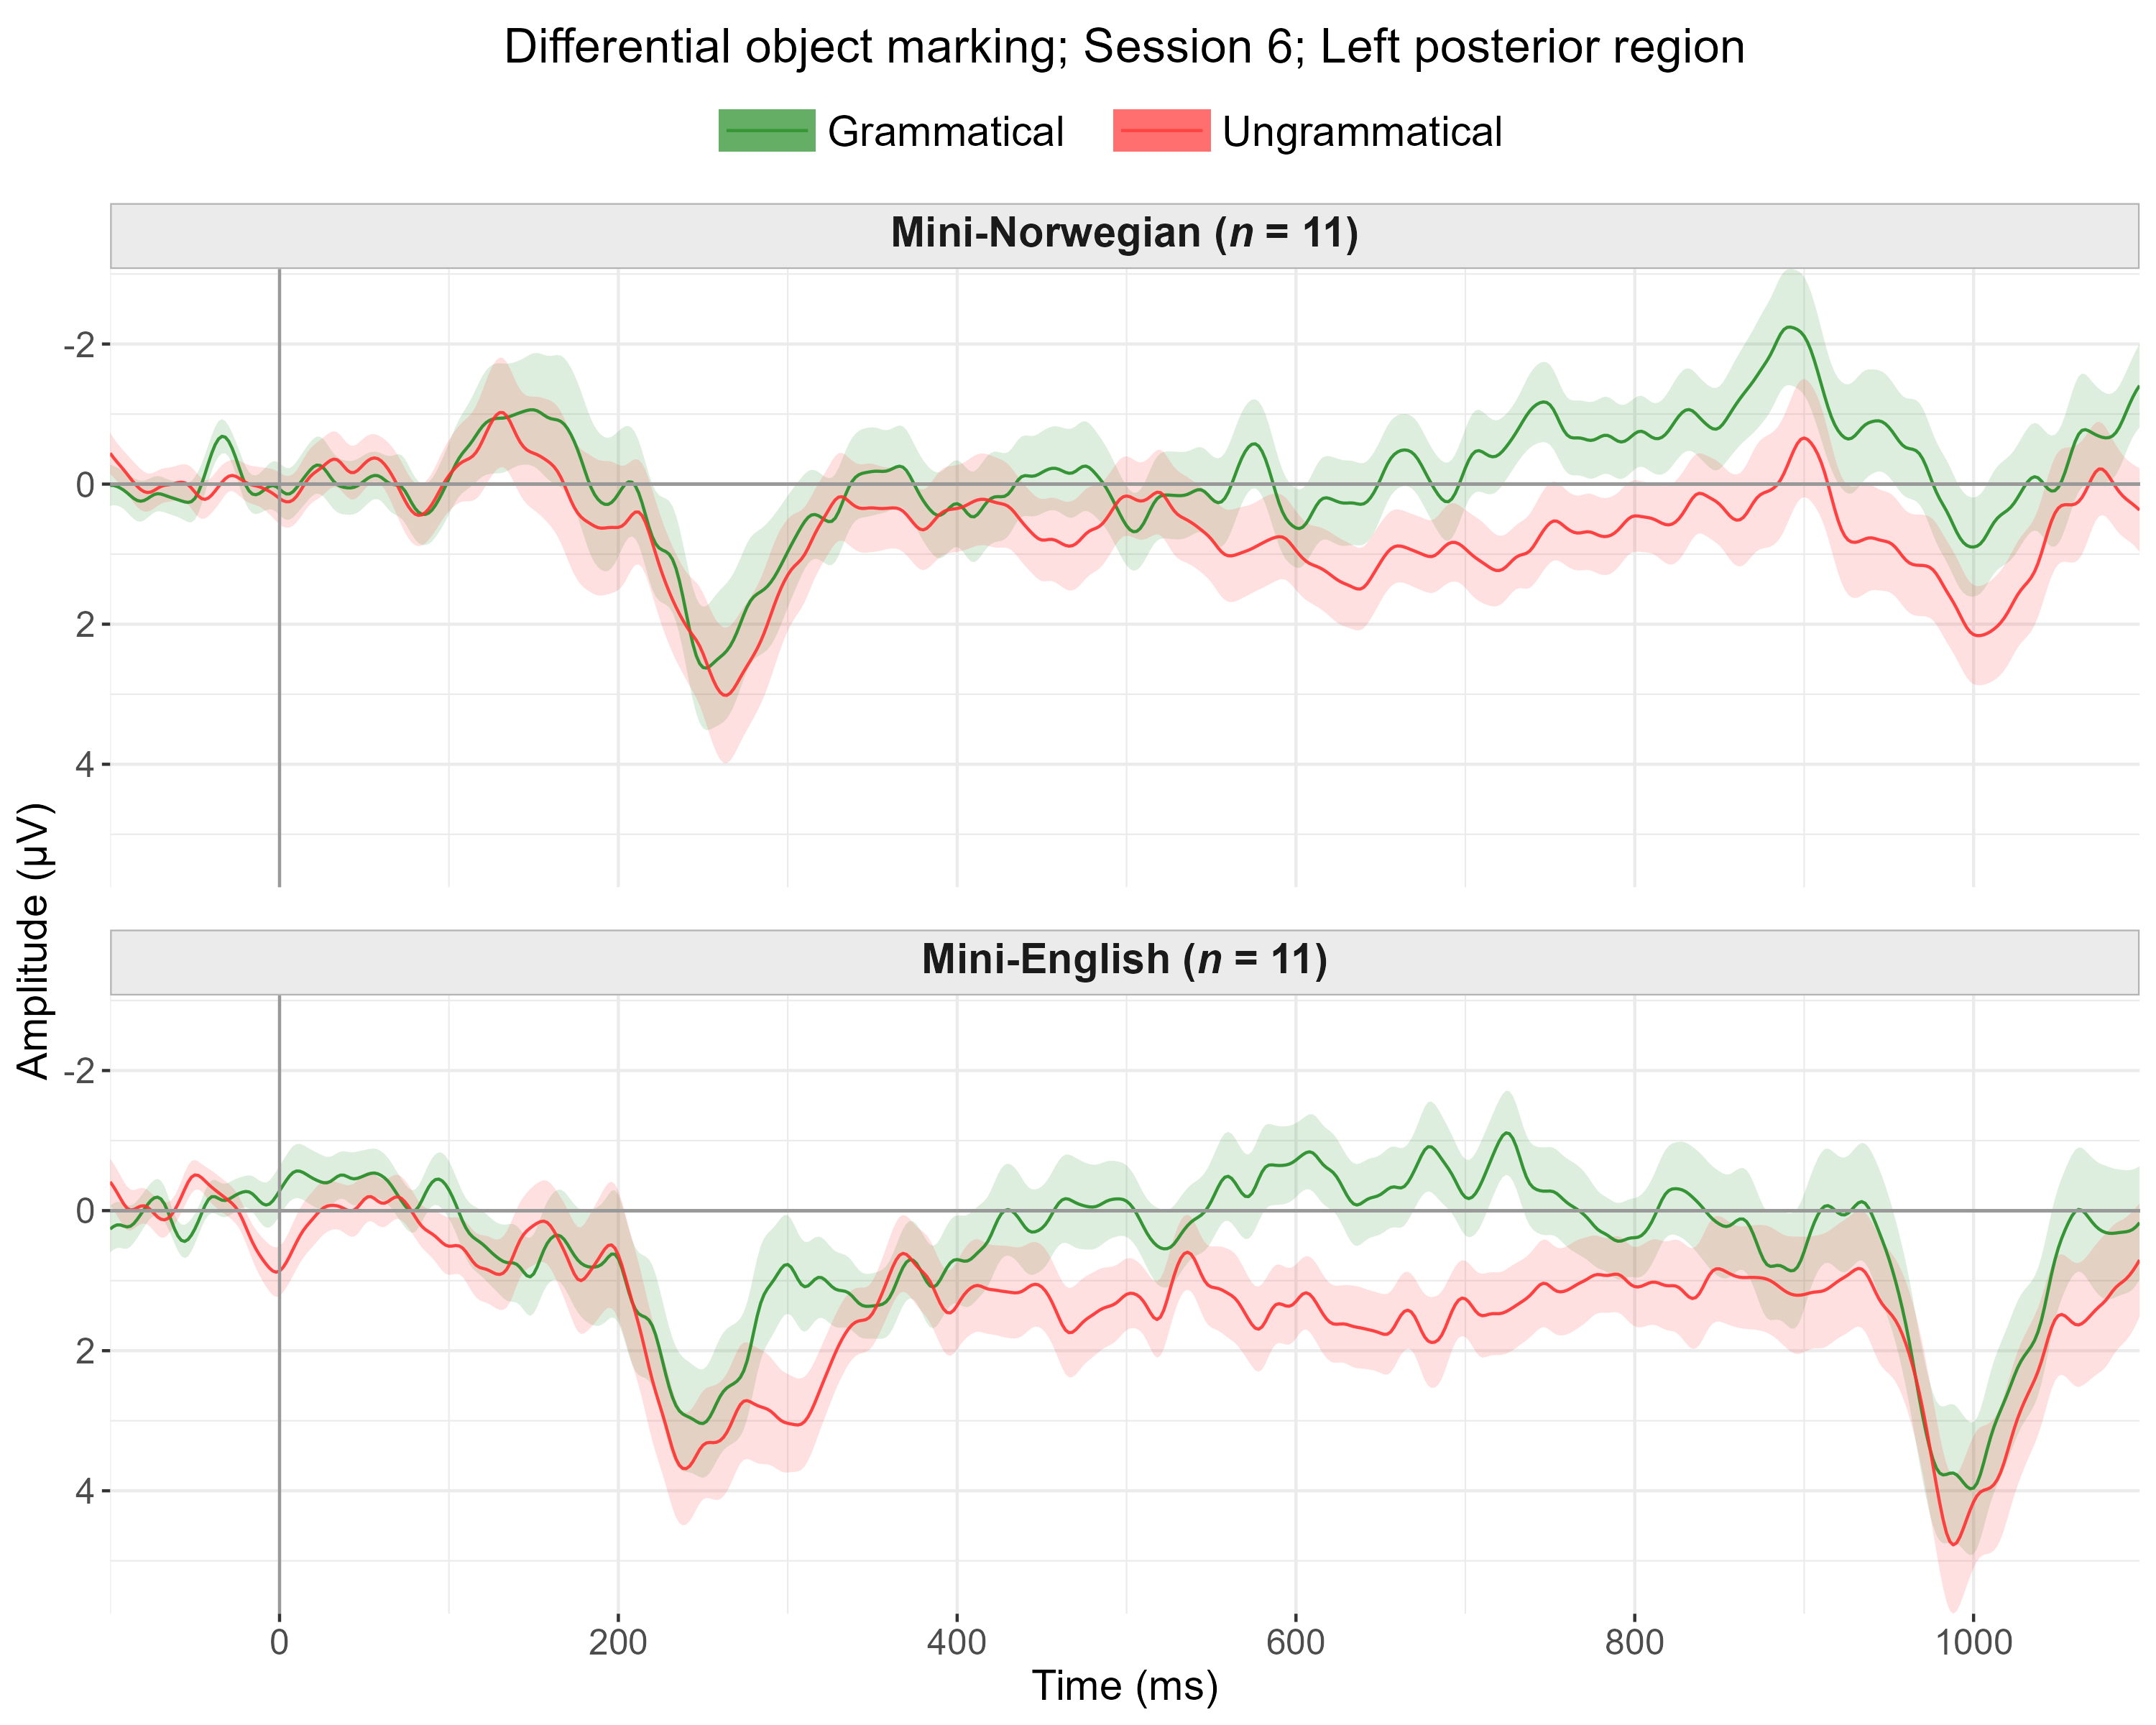 Differential object marking; Session 6; Left posterior region
Grammatical Ungrammatical
Mini-Norwegian (n = 11)
-2
0
2
4
Amplitude (µV)
Mini-English (n = 11)
-2
0
2
4
0 200 400 600 800 1000
Time (ms)